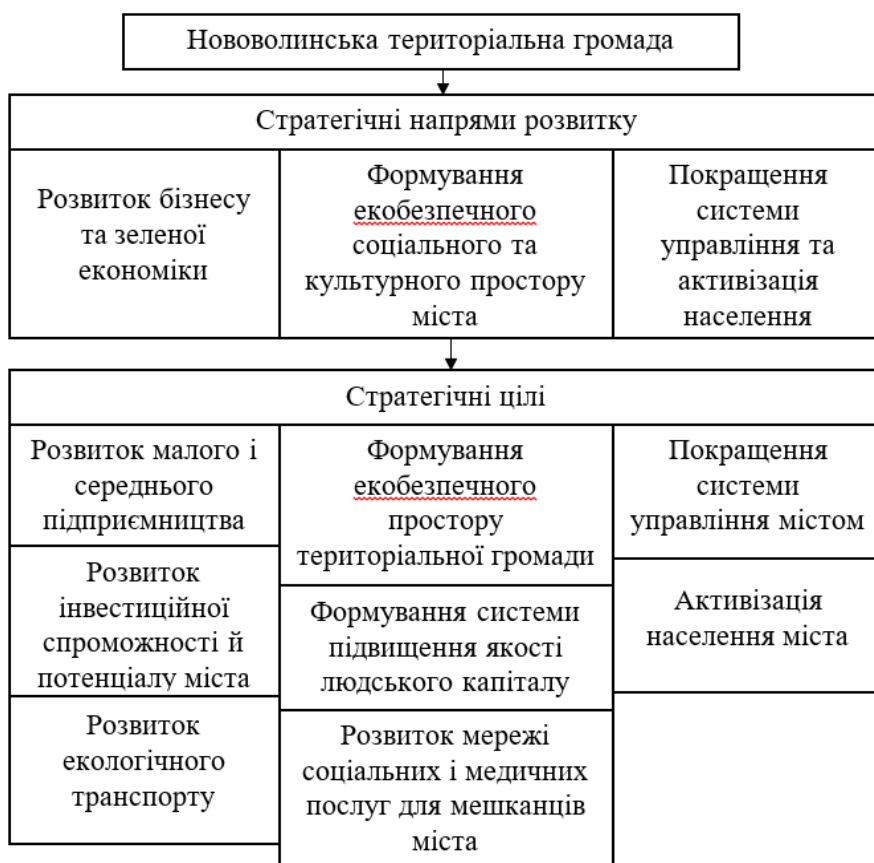 Нововолинська територіальна громада
Стратегічні напрями розвитку
Розвиток бізнесу
та зеленої
економіки
Формування
екобезпечного
соціального та
культурного простору
міста
Покращення
системи
управління та
активізація
населення
Стратегічні цілі
Розвиток малого і
середнього
підприємництва
Розвиток
інвестиційної
спроможності й
потенціалу міста
Розвиток
екологічного
транспорту
Формування
екобезпечного
простору
територіальної громади
Формування системи
підвищення якості
людського капіталу
Розвиток мережі
соціальних і медичних
послуг для мешканців
міста
Покращення
системи
управління містом
Активізація
населення міста